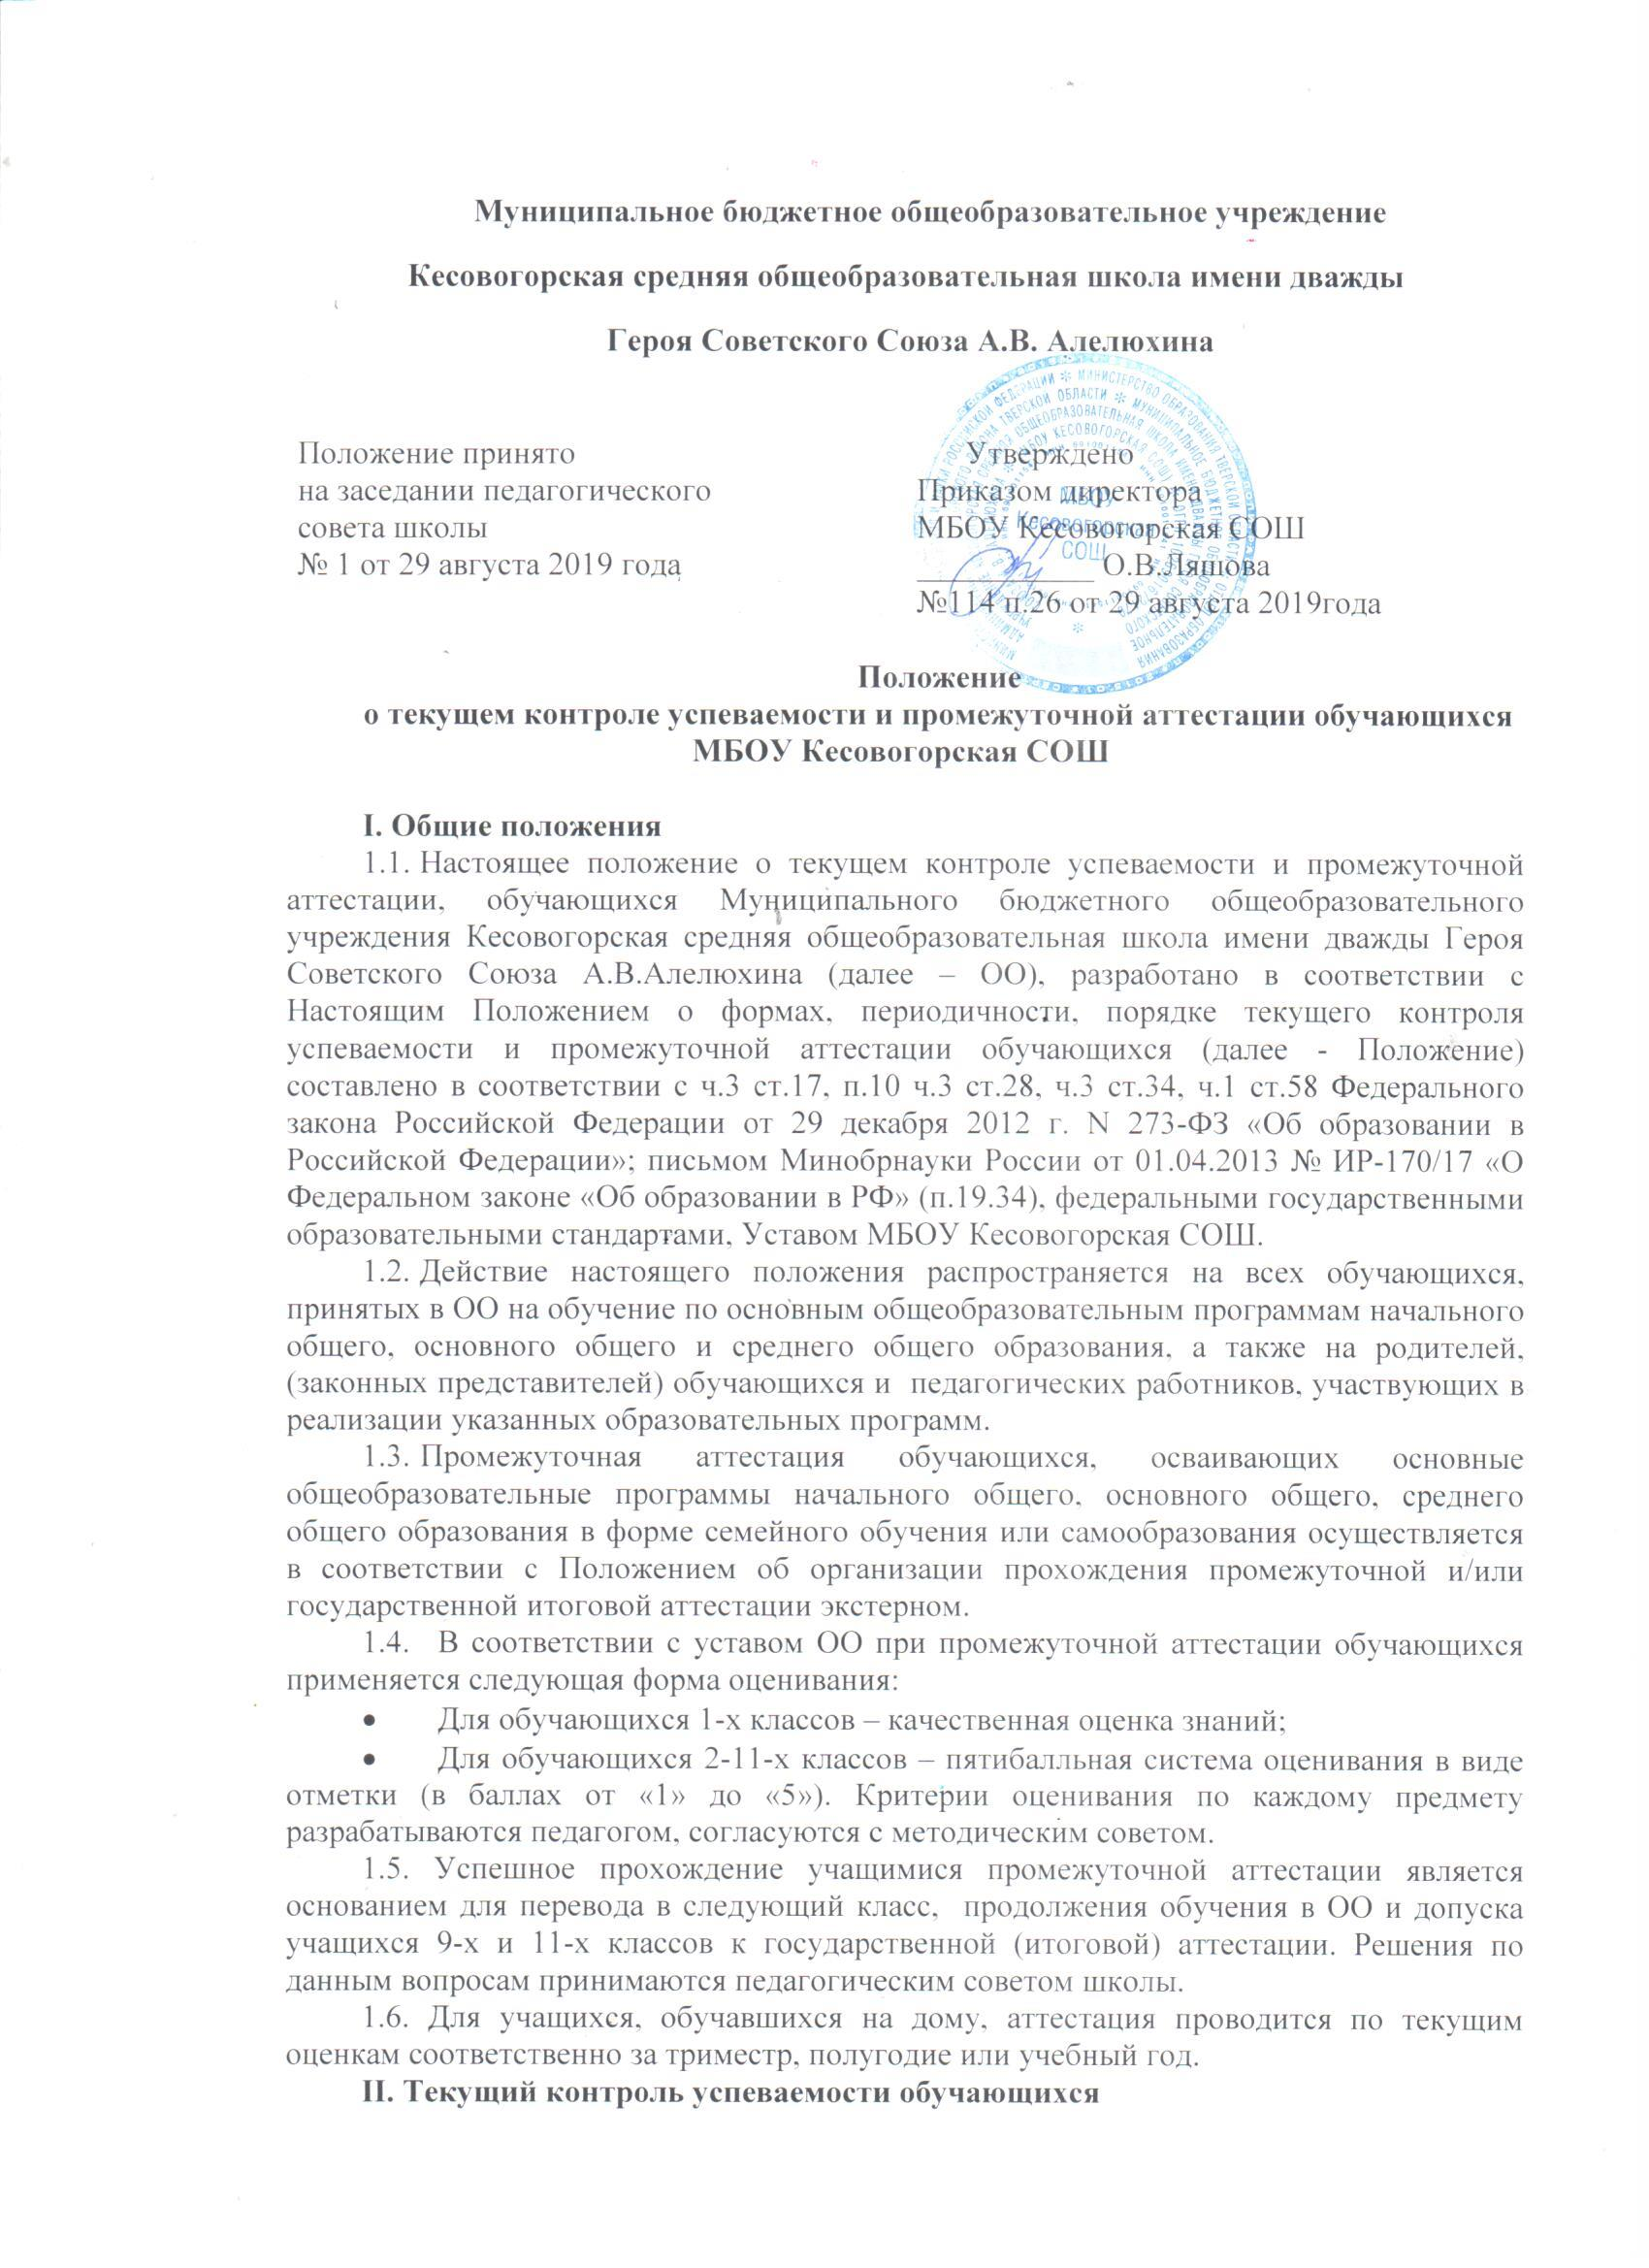 Муниципальное бюджетное общеобразовательное учреждение
Кесовогорская средняя общеобразовательная школа имени дважды
Героя Советского Союза А.В. Алелюхина
Положение принято
на заседании педагогического
совета школы
№ 1 от 29 августа 2019 года
Утверждено
Приказом директора
МБОУ Кесовогорская СОШ
____________ О.В.Ляшова
№114 п.26 от 29 августа 2019года
МБОУ
Кесовогорская
СОШ
Положение
о текущем контроле успеваемости и промежуточной аттестации обучающихся
МБОУ Кесовогорская СОШ
I. Общие положения
1.1. Настоящее положение о текущем контроле успеваемости и промежуточной
аттестации, обучающихся Муниципального бюджетного общеобразовательного
учреждения Кесовогорская средняя общеобразовательная школа имени дважды Героя
Советского Союза А.В.Алелюхина (далее – ОО), разработано в соответствии с
Настоящим Положением о формах, периодичности, порядке текущего контроля
успеваемости и промежуточной аттестации обучающихся (далее - Положение)
составлено в соответствии с ч.3 ст.17, п.10 ч.3 ст.28, ч.3 ст.34, ч.1 ст.58 Федерального
закона Российской Федерации от 29 декабря 2012 г. N 273-ФЗ «Об образовании в
Российской Федерации»; письмом Минобрнауки России от 01.04.2013 № ИР-170/17 «О
Федеральном законе «Об образовании в РФ» (п.19.34), федеральными государственными
образовательными стандартами, Уставом МБОУ Кесовогорская СОШ.
1.2. Действие настоящего положения распространяется на всех обучающихся,
принятых в ОО на обучение по основным общеобразовательным программам начального
общего, основного общего и среднего общего образования, а также на родителей,
(законных представителей) обучающихся и педагогических работников, участвующих в
реализации указанных образовательных программ.
1.3. Промежуточная аттестация обучающихся, осваивающих основные
общеобразовательные программы начального общего, основного общего, среднего
общего образования в форме семейного обучения или самообразования осуществляется
в соответствии с Положением об организации прохождения промежуточной и/или
государственной итоговой аттестации экстерном.
1.4. В соответствии с уставом ОО при промежуточной аттестации обучающихся
применяется следующая форма оценивания:
• Для обучающихся 1-х классов – качественная оценка знаний;
• Для обучающихся 2-11-х классов – пятибалльная система оценивания в виде
отметки (в баллах от «1» до «5»). Критерии оценивания по каждому предмету
разрабатываются педагогом, согласуются с методическим советом.
1.5. Успешное прохождение учащимися промежуточной аттестации является
основанием для перевода в следующий класс, продолжения обучения в ОО и допуска
учащихся 9-х и 11-х классов к государственной (итоговой) аттестации. Решения по
данным вопросам принимаются педагогическим советом школы.
1.6. Для учащихся, обучавшихся на дому, аттестация проводится по текущим
оценкам соответственно за триместр, полугодие или учебный год.
II. Текущий контроль успеваемости обучающихся